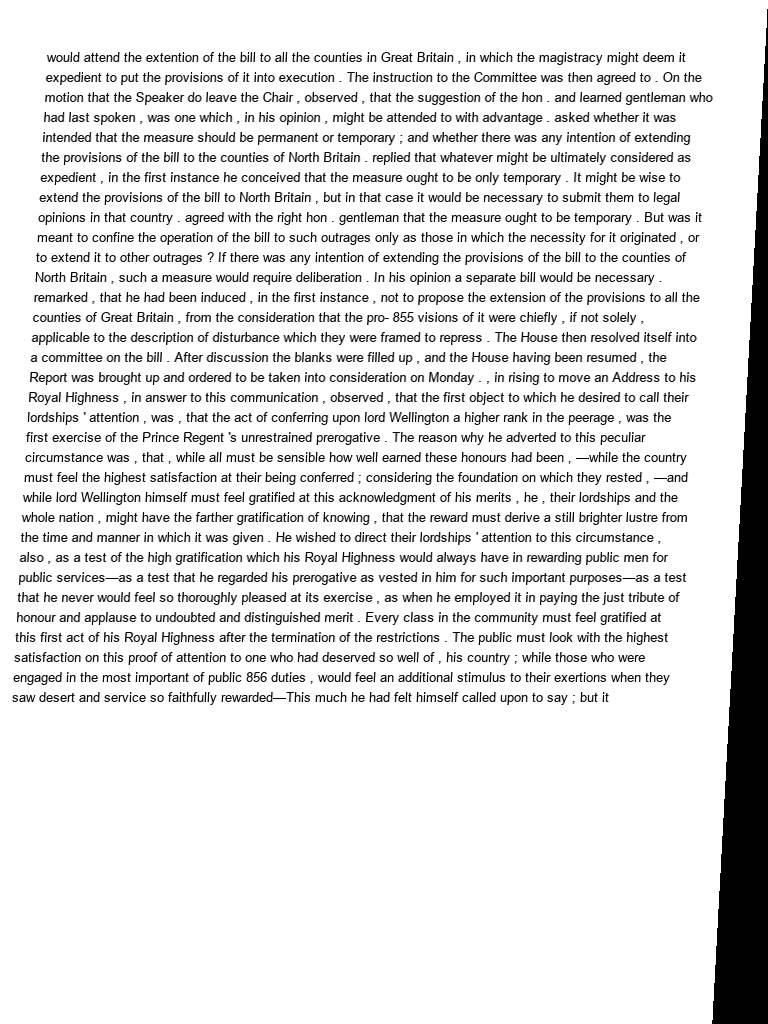 would attend the extention of the bill to all the counties in Great Britain , in which the magistracy might deem it
expedient to put the provisions of it into execution . The instruction to the Committee was then agreed to . On the
motion that the Speaker do leave the Chair , observed , that the suggestion of the hon . and learned gentleman who
had last spoken , was one which , in his opinion , might be attended to with advantage . asked whether it was
intended that the measure should be permanent or temporary ; and whether there was any intention of extending
the provisions of the bill to the counties of North Britain . replied that whatever might be ultimately considered as
expedient , in the first instance he conceived that the measure ought to be only temporary . It might be wise to
extend the provisions of the bill to North Britain , but in that case it would be necessary to submit them to legal
opinions in that country . agreed with the right hon . gentleman that the measure ought to be temporary . But was it
meant to confine the operation of the bill to such outrages only as those in which the necessity for it originated , or
to extend it to other outrages ? If there was any intention of extending the provisions of the bill to the counties of
North Britain , such a measure would require deliberation . In his opinion a separate bill would be necessary .
remarked , that he had been induced , in the first instance , not to propose the extension of the provisions to all the
counties of Great Britain , from the consideration that the pro- 855 visions of it were chiefly , if not solely ,
applicable to the description of disturbance which they were framed to repress . The House then resolved itself into
a committee on the bill . After discussion the blanks were filled up , and the House having been resumed , the
Report was brought up and ordered to be taken into consideration on Monday . , in rising to move an Address to his
Royal Highness , in answer to this communication , observed , that the first object to which he desired to call their
lordships ' attention , was , that the act of conferring upon lord Wellington a higher rank in the peerage , was the
first exercise of the Prince Regent 's unrestrained prerogative . The reason why he adverted to this peculiar
circumstance was , that , while all must be sensible how well earned these honours had been , —while the country
must feel the highest satisfaction at their being conferred ; considering the foundation on which they rested , —and
while lord Wellington himself must feel gratified at this acknowledgment of his merits , he , their lordships and the
whole nation , might have the farther gratification of knowing , that the reward must derive a still brighter lustre from
the time and manner in which it was given . He wished to direct their lordships ' attention to this circumstance ,
also , as a test of the high gratification which his Royal Highness would always have in rewarding public men for
public services—as a test that he regarded his prerogative as vested in him for such important purposes—as a test
that he never would feel so thoroughly pleased at its exercise , as when he employed it in paying the just tribute of
honour and applause to undoubted and distinguished merit . Every class in the community must feel gratified at
this first act of his Royal Highness after the termination of the restrictions . The public must look with the highest
satisfaction on this proof of attention to one who had deserved so well of , his country ; while those who were
engaged in the most important of public 856 duties , would feel an additional stimulus to their exertions when they
saw desert and service so faithfully rewarded—This much he had felt himself called upon to say ; but it